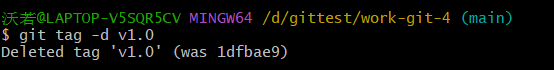 沃若@LAPTOP-V5SQR5CV MINGW64 /d/gittest/work-git-4 (main)
$ git tag -d v1.0
Deleted tag 'v1.0' (was 1dfbae9)